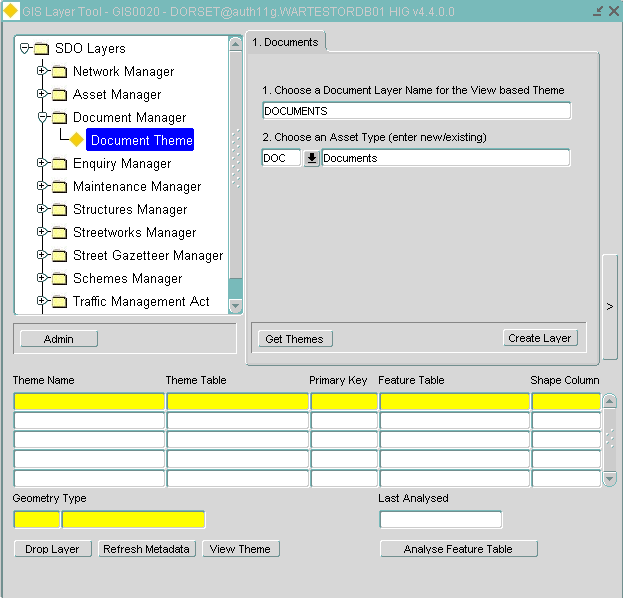 GIS Layer Tool - GIS0020 - DORSET@auth11g.WARTESTORDB01 HIG v4.4.0.0
SDO Layers
Network Manager
Asset Manager
Document Manager
Document Theme
Enquiry Manager
Maintenance Manager
Structures Manager
Streetworks Manager
Street Gazetteer Manager
Schemes Manager
Traffic Management Act
Admin
1. Documents
1. Choose a Document Layer Name for the View based Theme
DOCUMENTS
2. Choose an Asset Type (enter new/existing)
DOC Documents
Get Themes Create Layer
>
Theme Name Theme Table Primary Key Feature Table Shape Column
Geometry Type Last Analysed
Drop Layer Refresh Metadata View Theme Analyse Feature Table